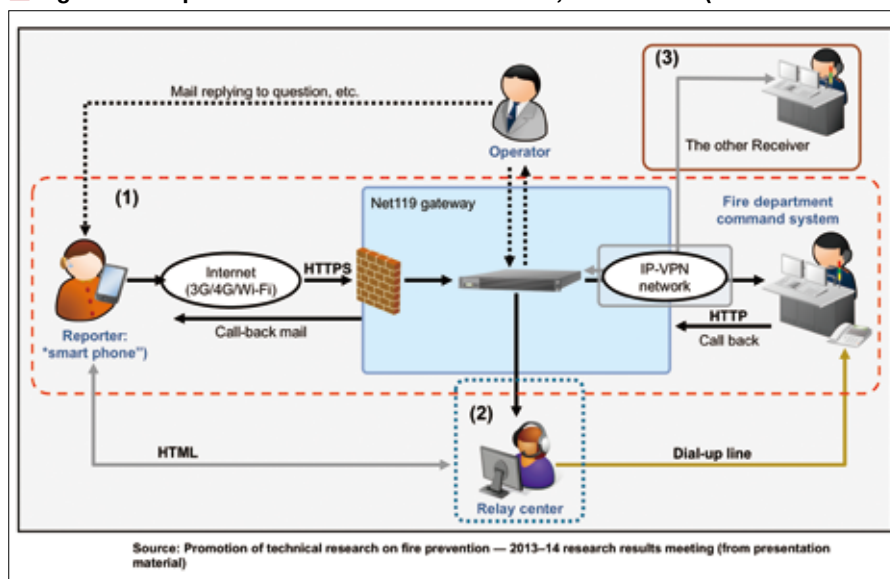 Mail replying to question, etc.
Operator
(3)
The other Receiver
(1)
Net119 gateway
Fire department
command system
Internet
(3G/4G/Wi-Fi)
HTTPS
IP-VPN
network
HTTP
Call back
Call-back mail
Reporter:
"smart phone")
(2)
HTML
Dial-up line
Relay center
Source: Promotion of technical research on fire prevention — 2013–14 research results meeting (from presentation
material)